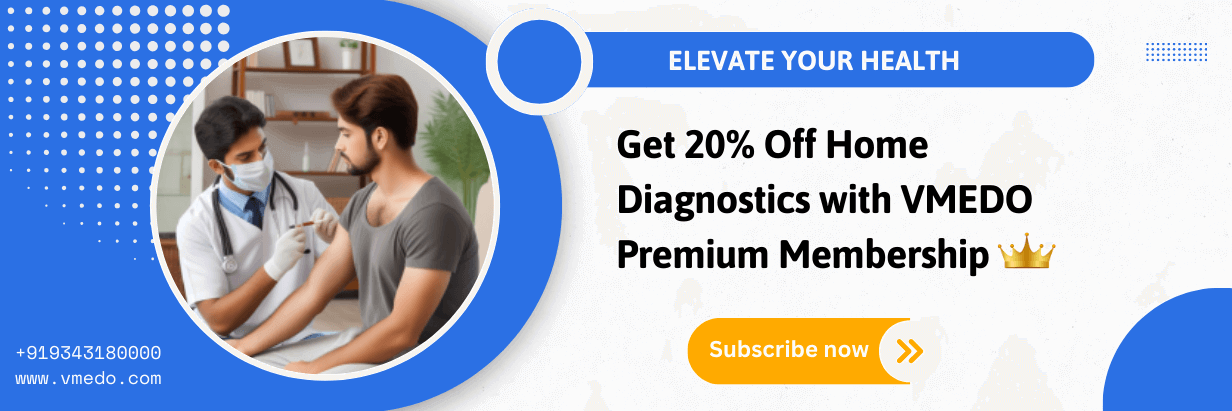 ELEVATE YOUR HEALTH
Get 20% Off Home
Diagnostics with VMEDO
Premium Membership
Subscribe now
+919343180000
www.vmedo.com